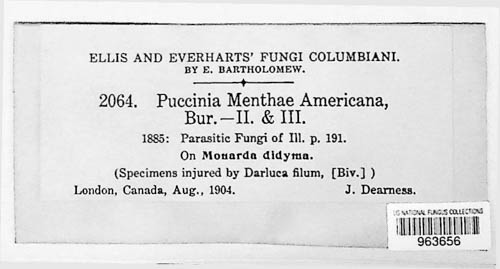 ELLIS AND EVERHARTS' FUNGI COLUMBIANI.
BY E. BARTHOLOMEW.
2064. Puccinia Menthae Americana,
Bur.—II. & III.
1885: Parasitic Fungi of Ill. p. 191.
On Monarda didyma.
(Specimens injured by Darluca filum, [Biv.] )
London, Canada, Aug., 1904. J. Dearness.
US NATIONAL FUNGUS COLLECTIONS
963656